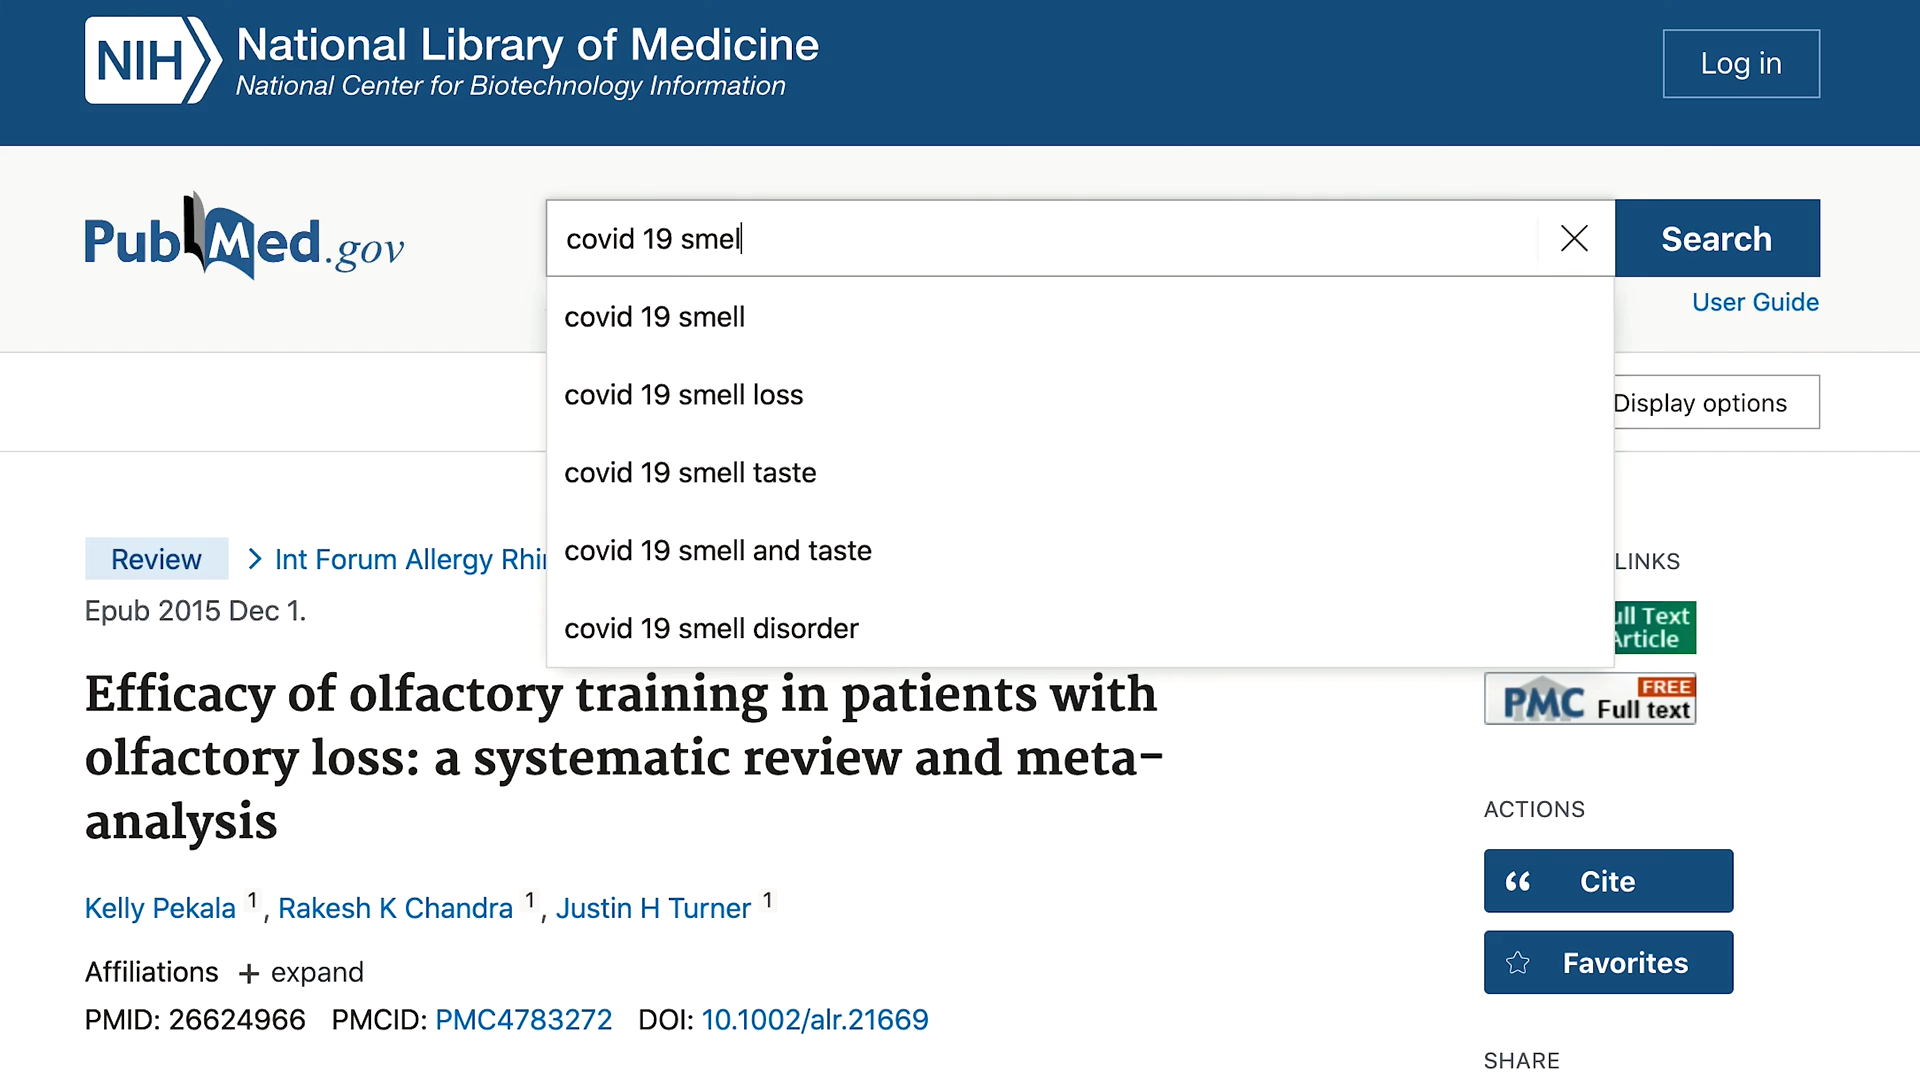 NIH National Library of Medicine
National Center for Biotechnology Information
Log in
PubMed.gov
covid 19 smel
Search
User Guide
covid 19 smell
covid 19 smell loss
covid 19 smell taste
covid 19 smell and taste
covid 19 smell disorder
Display options
Review
Int Forum Allergy
Epub 2015 Dec 1.
Efficacy of olfactory training in patients with
olfactory loss: a systematic review and meta-
analysis
Kelly Pekala 1, Rakesh K Chandra 1, Justin H Turner 1
Affiliations + expand
PMID: 26624966 PMCID: PMC4783272 DOI: 10.1002/alr.21669
LINKS
Text
Article
PMC FREE
Full text
ACTIONS
Cite
Favorites
SHARE